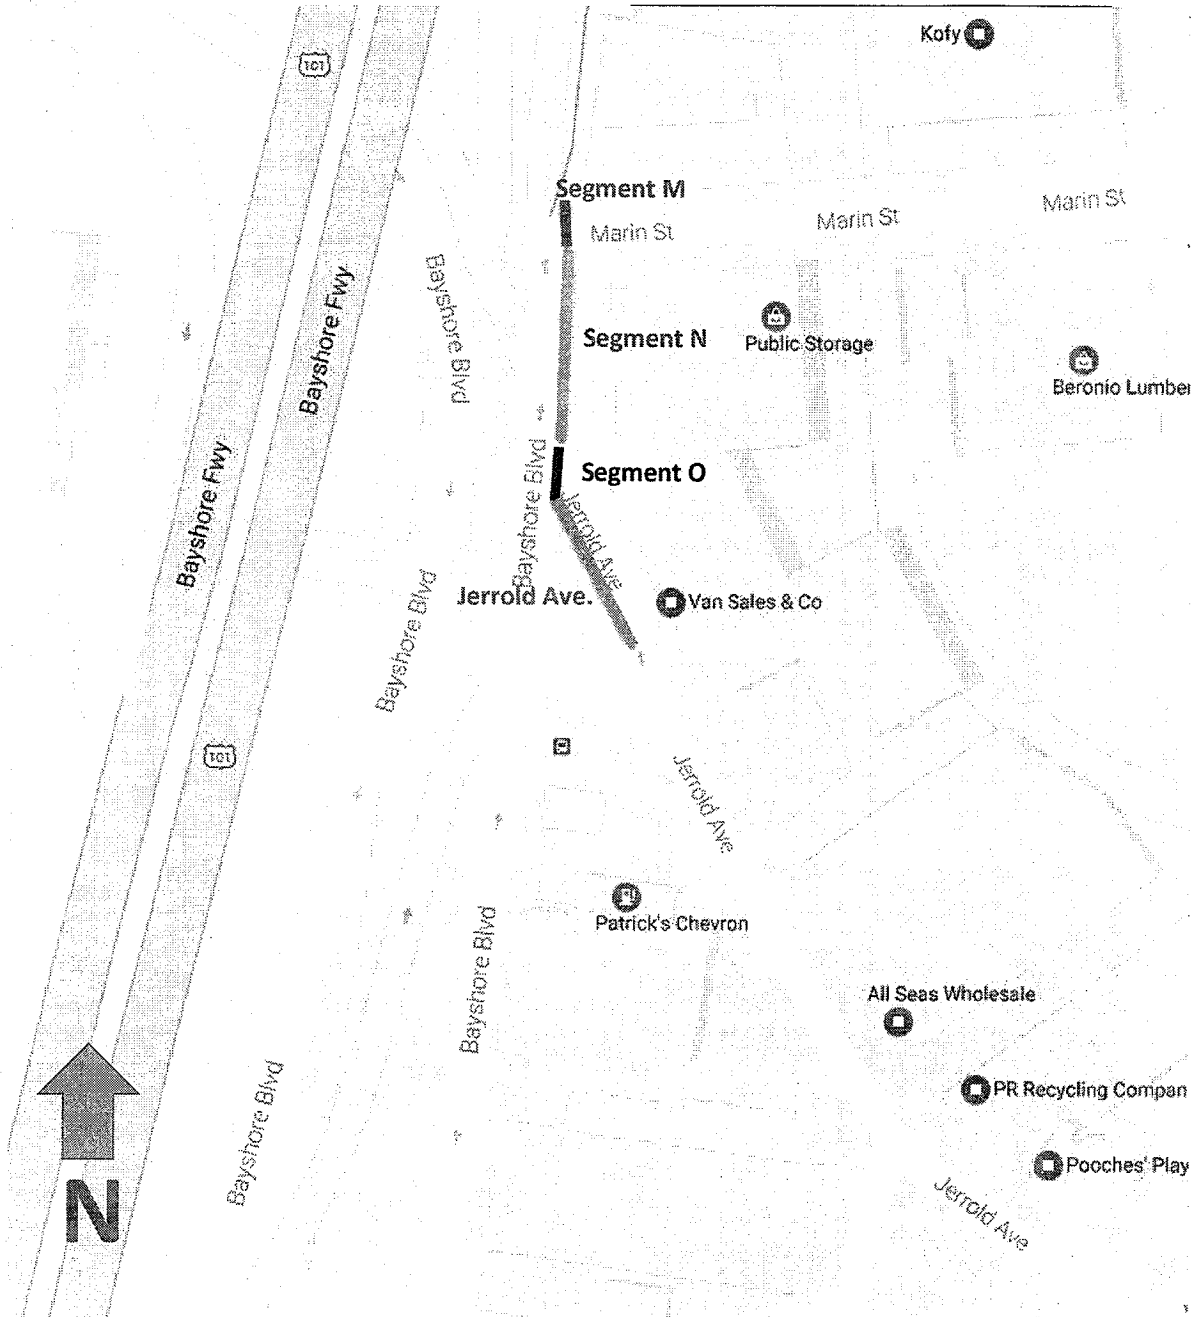 Kofy
101
Segment M
Marin St
Marin St
Marin St
Bayshore Blvd
Bayshore Fwy
Segment N
Public Storage
Beronio Lumber
Bayshore Fwy
Bayshore Blvd
Segment O
Jerrold Ave
Jerrold Ave.
Van Sales & Co
Bayshore Blvd
101
Jerrold Ave
Patrick's Chevron
Bayshore Blvd
All Seas Wholesale
PR Recycling Compan
Bayshore Blvd
Pooches' Play
Jerrold Ave
N